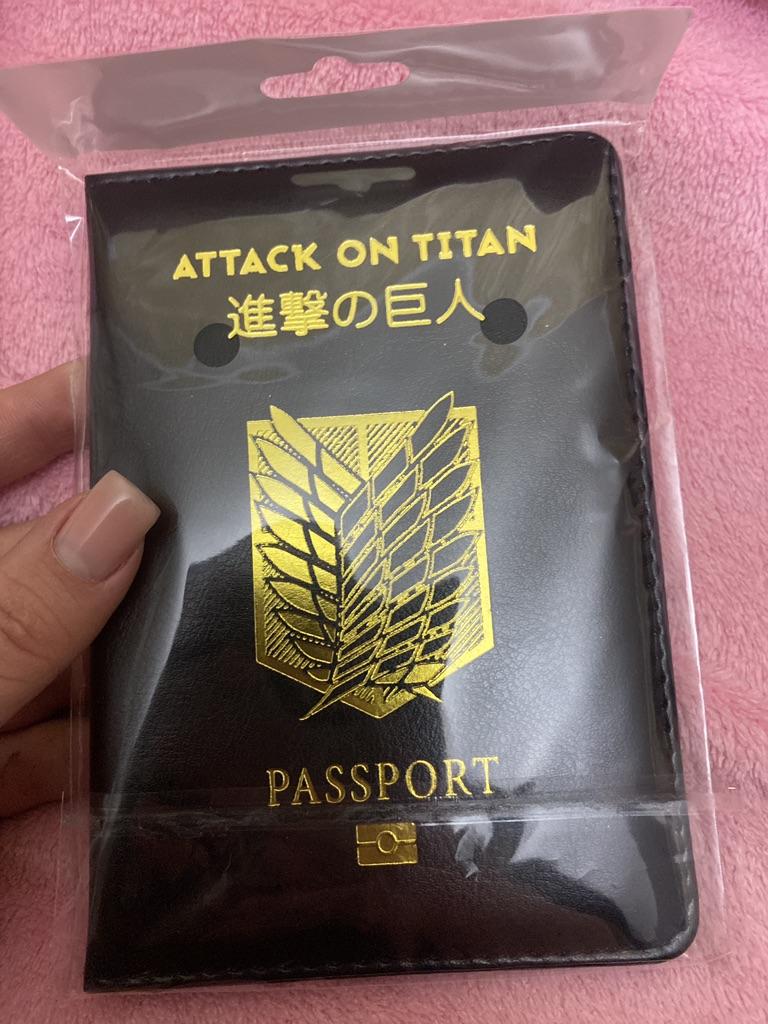 ATTACK ON TITAN
進撃の巨人
PASSPORT